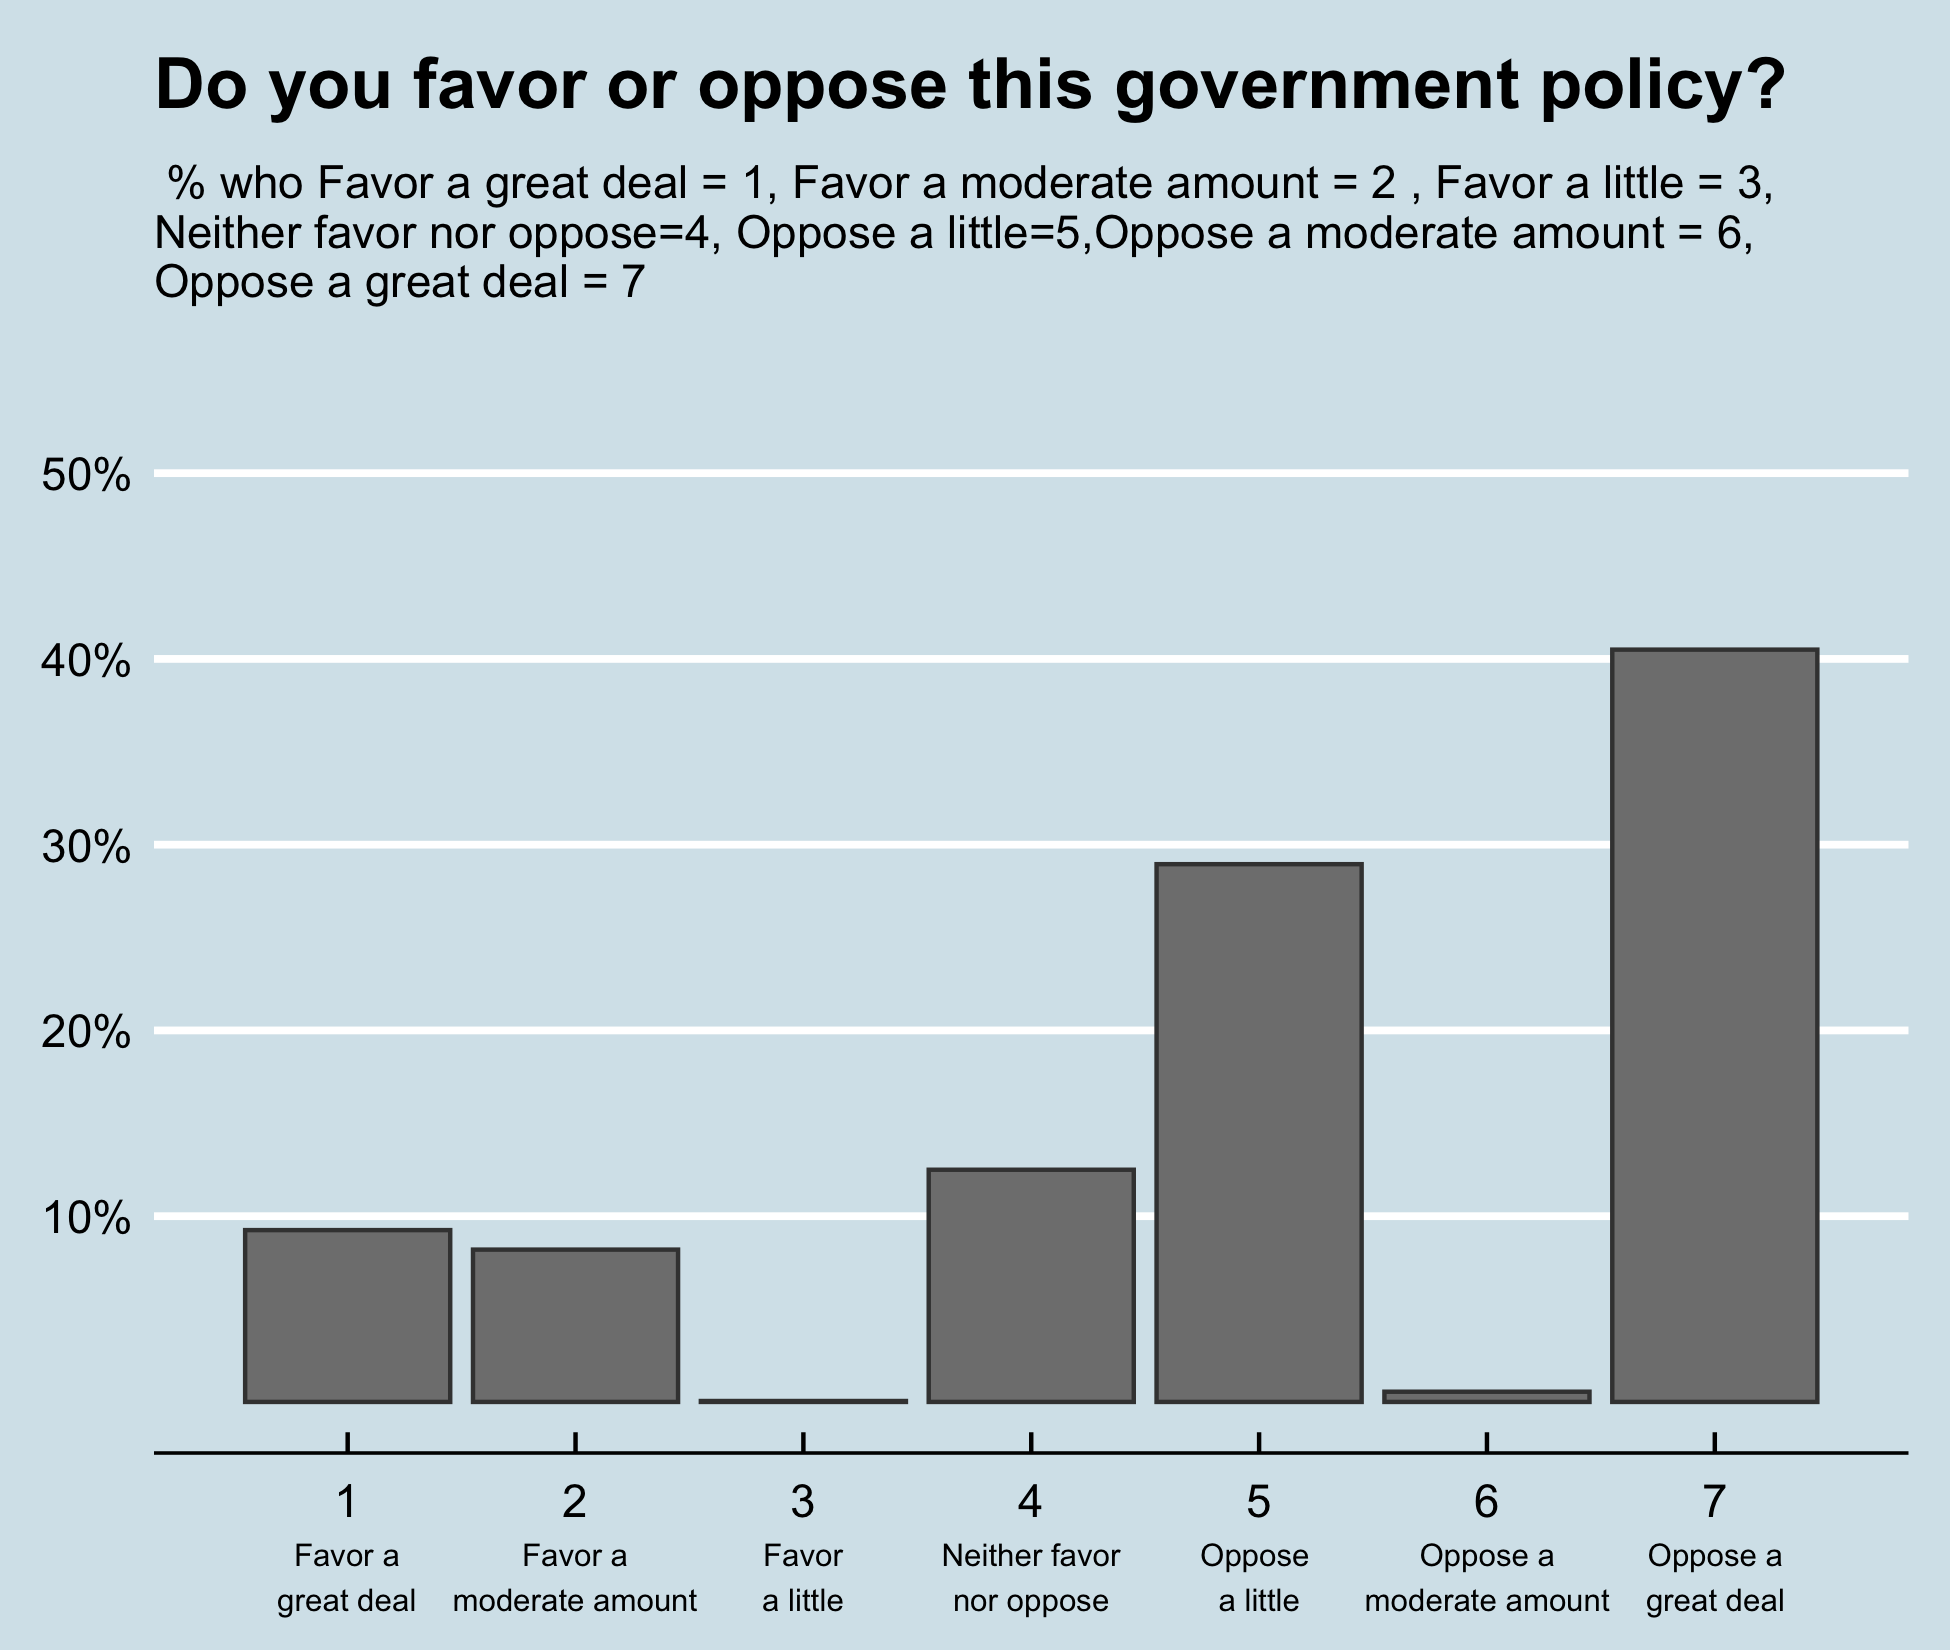 Do you favor or oppose this government policy?
% who Favor a great deal = 1, Favor a moderate amount = 2 , Favor a little = 3,
Neither favor nor oppose=4, Oppose a little=5,Oppose a moderate amount = 6,
Oppose a great deal = 7
50%
40%
30%
20%
10%
1 2 3 4 5 6 7
Favor a Favor a Favor Neither favor Oppose Oppose a Oppose a
great deal moderate amount a little nor oppose a little moderate amount great deal